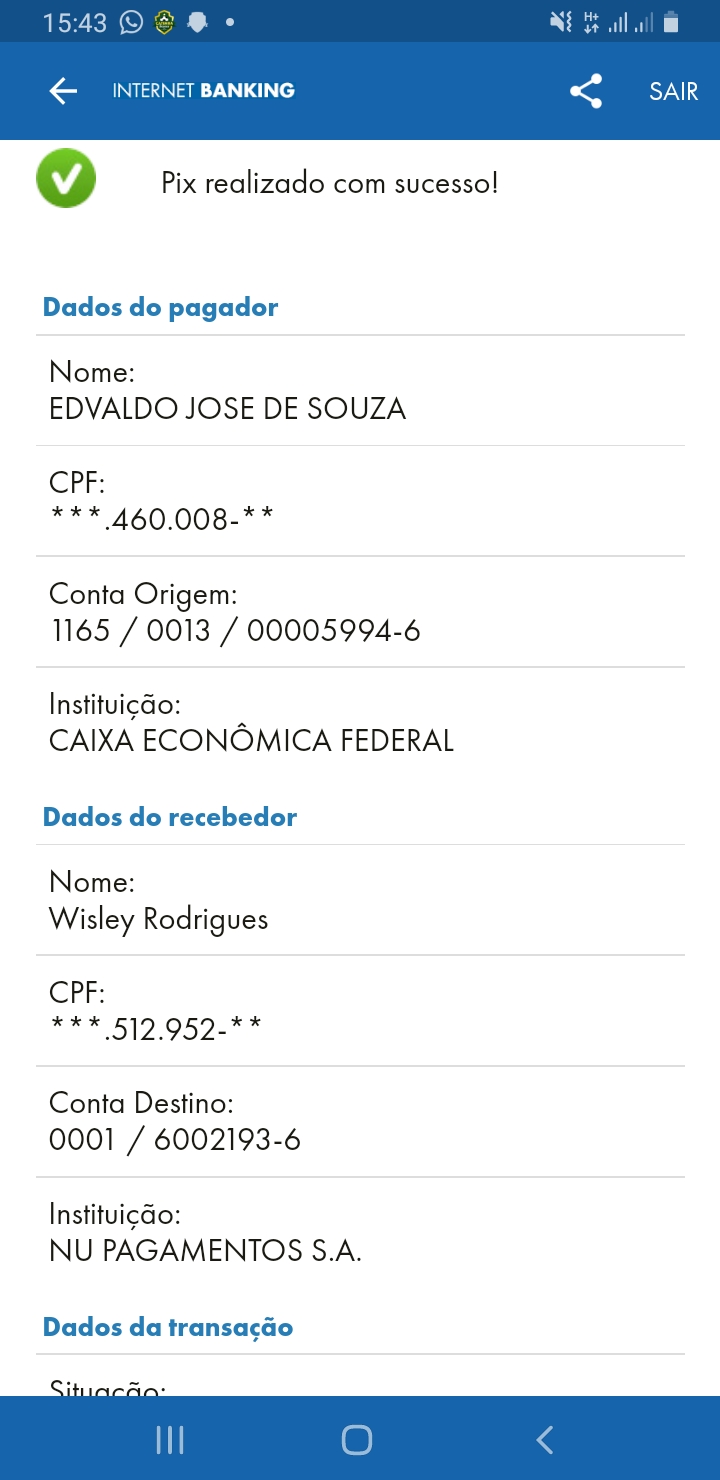 15:43
INTERNET BANKING
SAIR
Pix realizado com sucesso!
Dados do pagador
Nome:
EDVALDO JOSE DE SOUZA
CPF:
***.460.008-**
Conta Origem:
1165 / 0013 / 00005994-6
Instituição:
CAIXA ECONÔMICA FEDERAL
Dados do recebedor
Nome:
Wisley Rodrigues
CPF:
***.512.952-**
Conta Destino:
0001 / 6002193-6
Instituição:
NU PAGAMENTOS S.A.
Dados da transação
Situação: